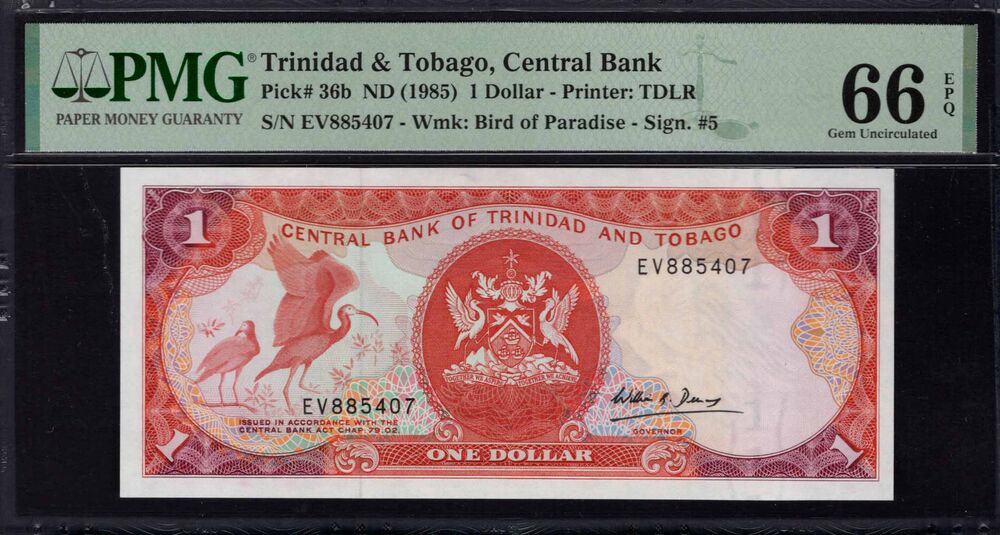 PMG®
PAPER MONEY GUARANTY
Trinidad & Tobago, Central Bank
Pick# 36b ND (1985) 1 Dollar - Printer: TDLR
S/N EV885407 - Wmk: Bird of Paradise - Sign. #5
66
EPQ
Gem Uncirculated
1
1
CENTRAL BANK OF TRINIDAD AND TOBAGO
EV885407
EV885407
ISSUED IN ACCORDANCE WITH THE
CENTRAL BANK ACT CHAP. 79.02.
GOVERNOR
1
ONE DOLLAR
1